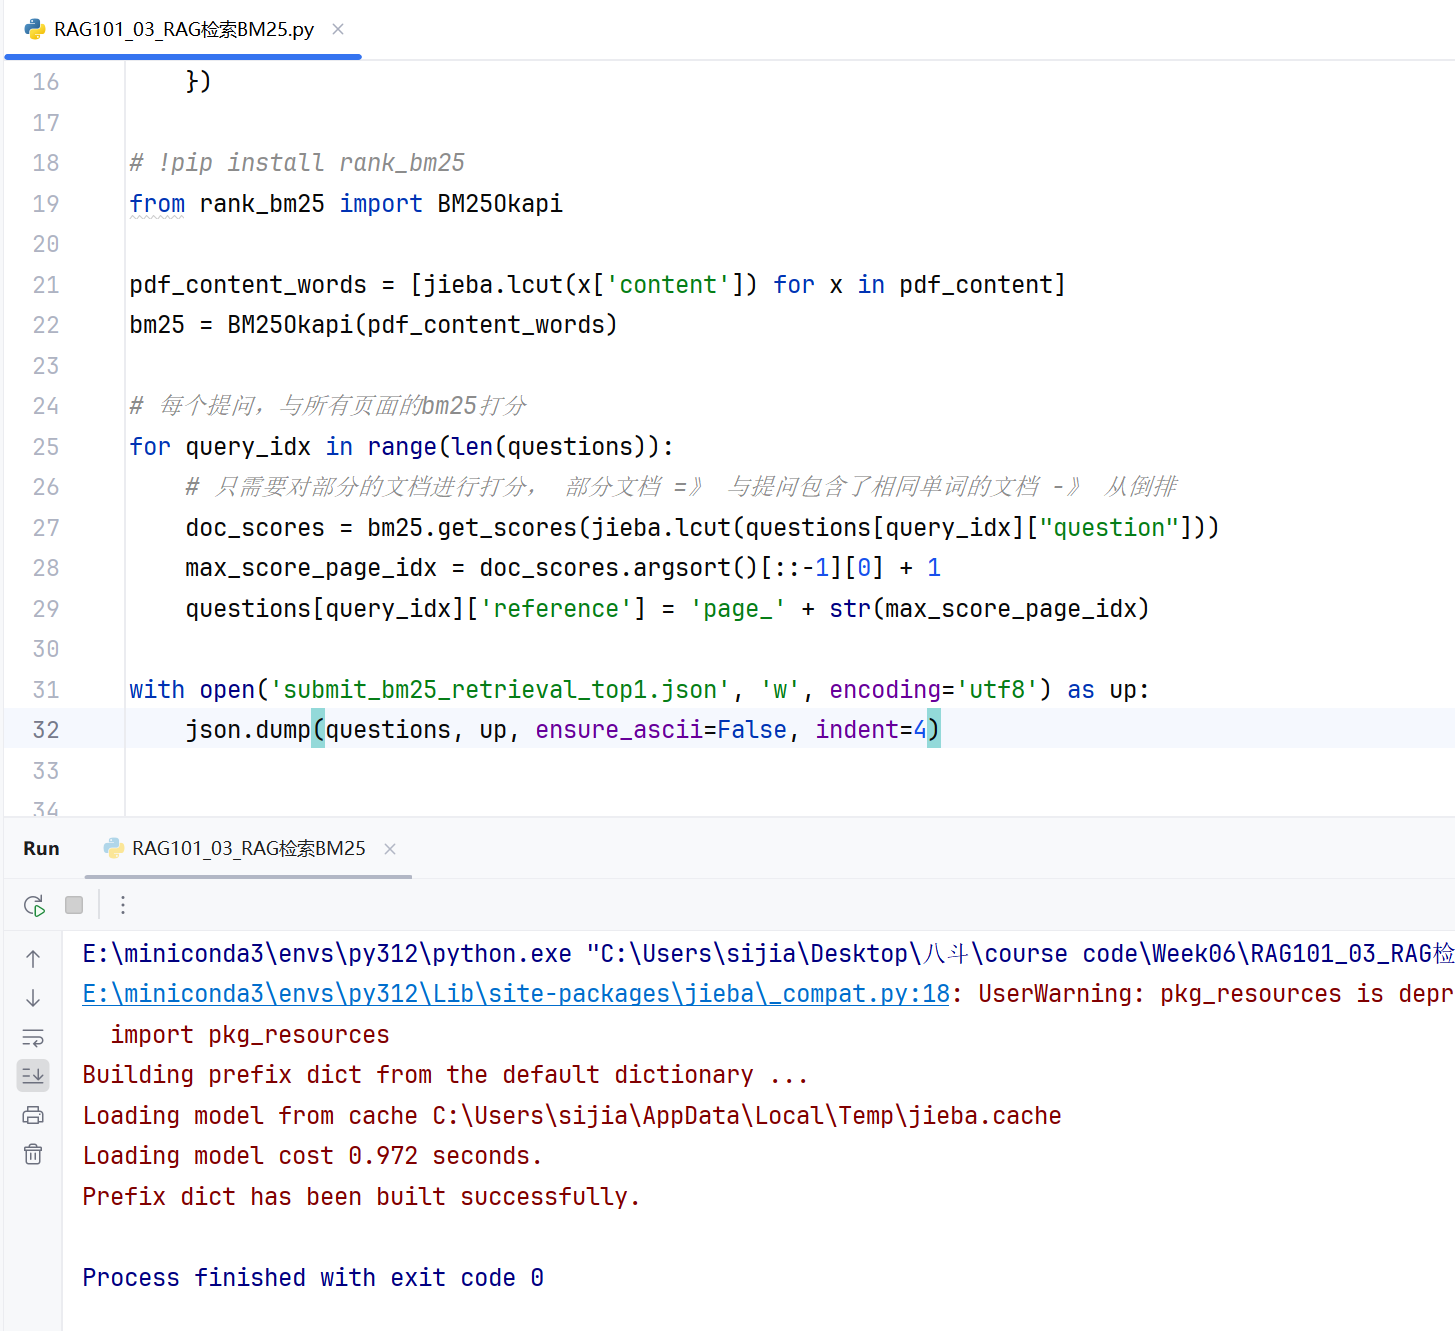 RAG101_03_RAG检索BM25.py
16 })
17
18 # !pip install rank_bm25
19 from rank_bm25 import BM25Okapi
20
21 pdf_content_words = [jieba.lcut(x['content']) for x in pdf_content]
22 bm25 = BM25Okapi(pdf_content_words)
23
24 # 每个提问，与所有页面的bm25打分
25 for query_idx in range(len(questions)):
26 # 只需要对部分的文档进行打分， 部分文档 =》 与提问包含了相同单词的文档 -》 从倒排
27 doc_scores = bm25.get_scores(jieba.lcut(questions[query_idx]["question"]))
28 max_score_page_idx = doc_scores.argsort()[::-1][0] + 1
29 questions[query_idx]['reference'] = 'page_' + str(max_score_page_idx)
30
31 with open('submit_bm25_retrieval_top1.json', 'w', encoding='utf8') as up:
32 json.dump(questions, up, ensure_ascii=False, indent=4)
33
34
Run RAG101_03_RAG检索BM25
E:\miniconda3\envs\py312\python.exe "C:\Users\sijia\Desktop\八斗\course code\Week06\RAG101_03_RAG检
E:\miniconda3\envs\py312\Lib\site-packages\jieba\_compat.py:18: UserWarning: pkg_resources is depr
import pkg_resources
Building prefix dict from the default dictionary ...
Loading model from cache C:\Users\sijia\AppData\Local\Temp\jieba.cache
Loading model cost 0.972 seconds.
Prefix dict has been built successfully.
Process finished with exit code 0